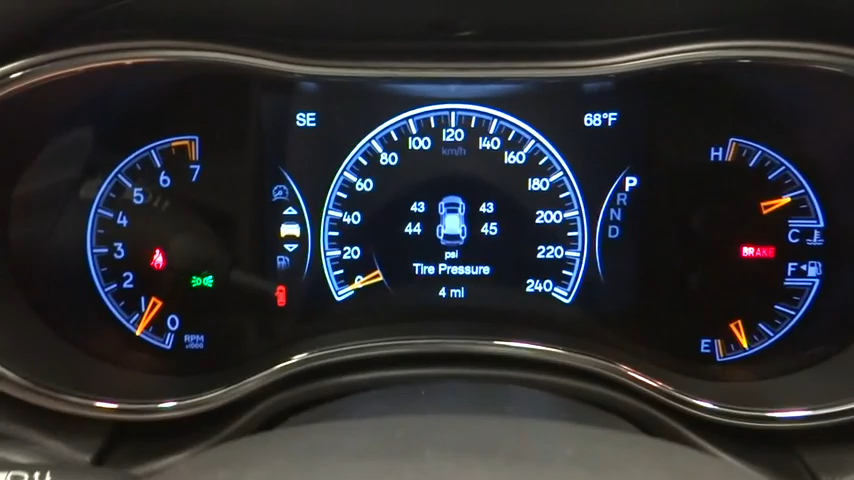 SE
68°F
7
6
5
4
3
2
0
RPM
x1000
0
20
40
60
80
100
120
140
160
180
200
220
240
km/h
43 43
44 45
psi
Tire Pressure
4 mi
P
R
N
D
H
C
BRAKE
F
E